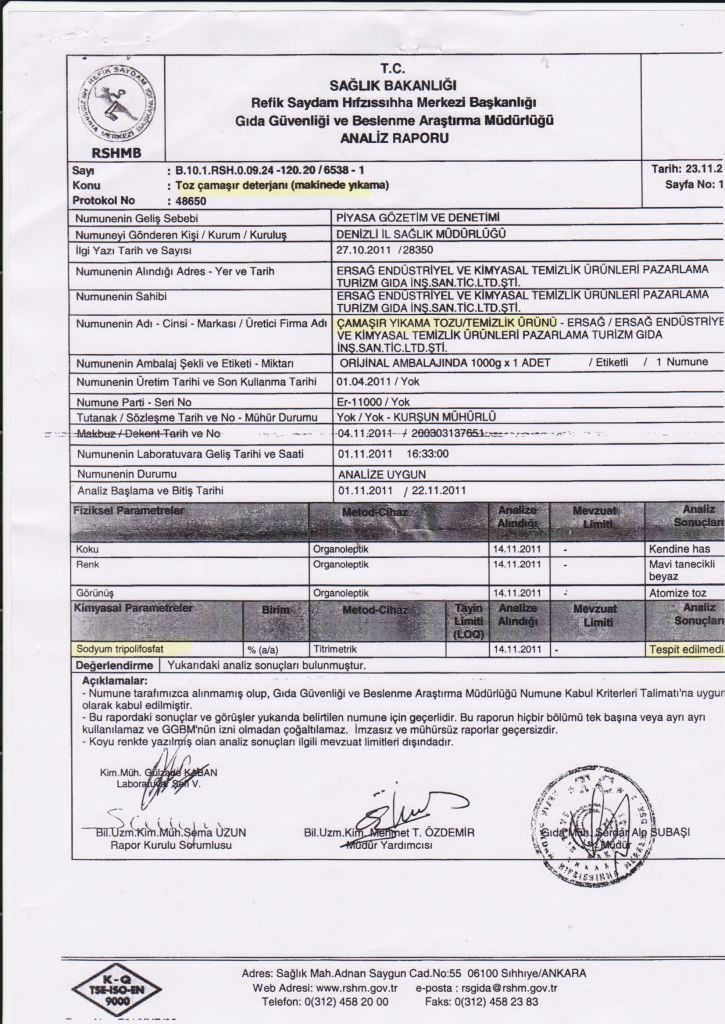 T.C.
SAĞLIK BAKANLIĞI
Refik Saydam Hıfzıssıhha Merkezi Başkanlığı
Gıda Güvenliği ve Beslenme Araştırma Müdürlüğü
ANALİZ RAPORU
RSHMB
Sayı : B.10.1.RSH.0.09.24 -120.20 / 6538 - 1
Tarih: 23.11.2
Konu : Toz çamaşır deterjanı (makinede yıkama)
Sayfa No: 1
Protokol No : 48650
Numunenin Geliş Sebebi PİYASA GÖZETİM VE DENETİMİ
Numuneyi Gönderen Kişi / Kurum / Kuruluş DENİZLİ İL SAĞLIK MÜDÜRLÜĞÜ
İlgi Yazı Tarih ve Sayısı 27.10.2011 /28350
Numunenin Alındığı Adres - Yer ve Tarih ERSAĞ ENDÜSTRİYEL VE KİMYASAL TEMİZLİK ÜRÜNLERİ PAZARLAMA
TURİZM GIDA İNŞ.SAN.TİC.LTD.ŞTİ.
Numunenin Sahibi ERSAĞ ENDÜSTRİYEL VE KİMYASAL TEMİZLİK ÜRÜNLERİ PAZARLAMA
TURİZM GIDA İNŞ.SAN.TİC.LTD.ŞTİ.
Numunenin Adı - Cinsi - Markası / Üretici Firma Adı ÇAMAŞIR YIKAMA TOZU/TEMİZLİK ÜRÜNÜ - ERSAĞ / ERSAĞ ENDÜSTRİYE
VE KİMYASAL TEMİZLİK ÜRÜNLERİ PAZARLAMA TURİZM GIDA
İNŞ.SAN.TİC.LTD.ŞTİ.
Numunenin Ambalaj Şekli ve Etiketi - Miktarı ORİJİNAL AMBALAJINDA 1000g x 1 ADET / Etiketli / 1 Numune
Numunenin Üretim Tarihi ve Son Kullanma Tarihi 01.04.2011 / Yok
Numune Parti - Seri No Er-11000 / Yok
Tutanak / Sözleşme Tarih ve No - Mühür Durumu Yok / Yok - KURŞUN MÜHÜRLÜ
Makbuz / Dekont Tarih ve No 04.11.2011 / 200303137651
Numunenin Laboratuvara Geliş Tarihi ve Saati 01.11.2011 16:33:00
Numunenin Durumu ANALİZE UYGUN
Analiz Başlama ve Bitiş Tarihi 01.11.2011 / 22.11.2011
Fiziksel Parametreler Metod-Cihaz Analize Alındığı Mevzuat Limiti Analiz Sonuçları
Koku Organoleptik 14.11.2011 - Kendine has
Renk Organoleptik 14.11.2011 - Mavi tanecikli
beyaz
Görünüş Organoleptik 14.11.2011 - Atomize toz
Kimyasal Parametreler Birim Metod-Cihaz Tayin Limiti (LOQ) Analize Alındığı Mevzuat Limiti Analiz Sonuçları
Sodyum tripolifosfat % (a/a) Titrimetrik 14.11.2011 - Tespit edilmedi
Değerlendirme Yukarıdaki analiz sonuçları bulunmuştur.
Açıklamalar:
- Numune tarafımızca alınmamış olup, Gıda Güvenliği ve Beslenme Araştırma Müdürlüğü Numune Kabul Kriterleri Talimatı'na uygun
olarak kabul edilmiştir.
- Bu rapordaki sonuçlar ve görüşler yukarıda belirtilen numune için geçerlidir. Bu raporun hiçbir bölümü tek başına veya ayrı ayrı
kullanılamaz ve GGBM'nün izni olmadan çoğaltılamaz. İmzasız ve mühürsüz raporlar geçersizdir.
- Koyu renkte yazılmış olan analiz sonuçları ilgili mevzuat limitleri dışındadır.
Kim.Müh. Gülzade KABAN
Laboratuvar Şefi V.
Bil.Uzm.Kim.Müh.Sema UZUN
Rapor Kurulu Sorumlusu
Bil.Uzm.Kim. Mehmet T. ÖZDEMİR
Müdür Yardımcısı
Gıda Müh. Serdar Alp SUBAŞI
Müdür
K-Q
TSE-ISO-EN
9000
Adres: Sağlık Mah.Adnan Saygun Cad.No:55 06100 Sıhhıye/ANKARA
Web Adresi: www.rshm.gov.tr e-posta : rsgida@rshm.gov.tr
Telefon: 0(312) 458 20 00 Faks: 0(312) 458 23 83